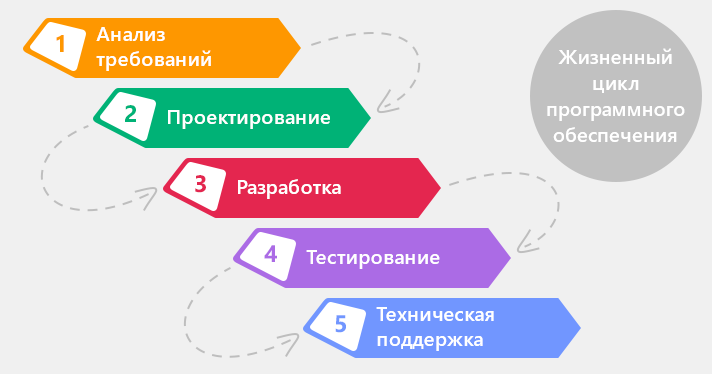 1
Анализ
требований
2
Проектирование
3
Разработка
4
Тестирование
5
Техническая
поддержка
Жизненный
цикл
программного
обеспечения